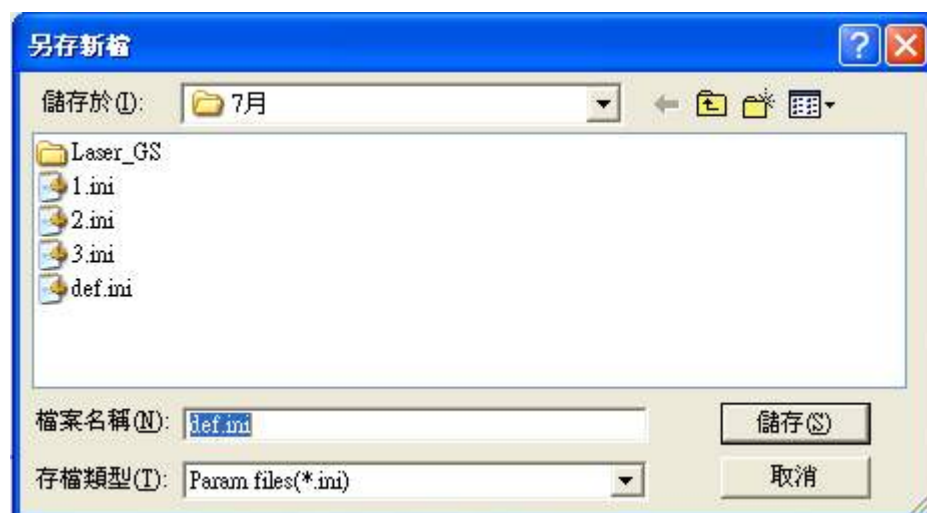 另存新檔
儲存於(I): 7月
Laser_GS
1.ini
2.ini
3.ini
def.ini
檔案名稱(N): def.ini 儲存(S)
存檔類型(T): Param files(*.ini) 取消